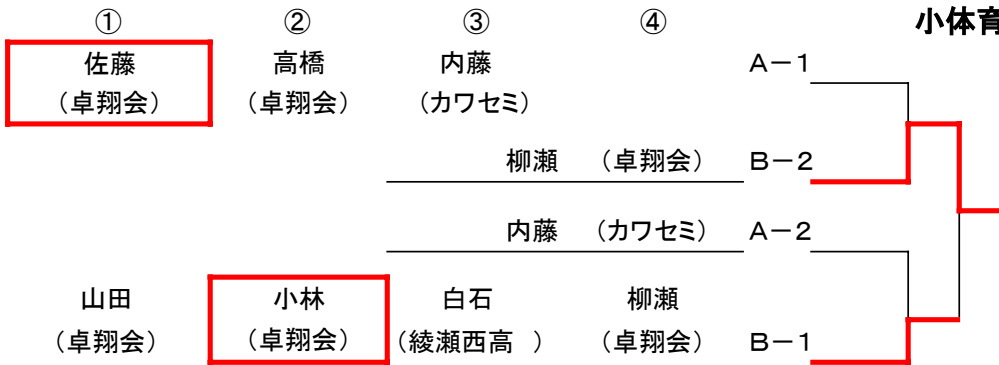 ① ② ③ ④ 小体育
佐藤 高橋 内藤 A－1
（卓翔会） （卓翔会） （カワセミ）
柳瀬 （卓翔会） B－2
内藤 （カワセミ） A－2
山田 小林 白石 柳瀬
（卓翔会） （卓翔会） （綾瀬西高 ） （卓翔会） B－1